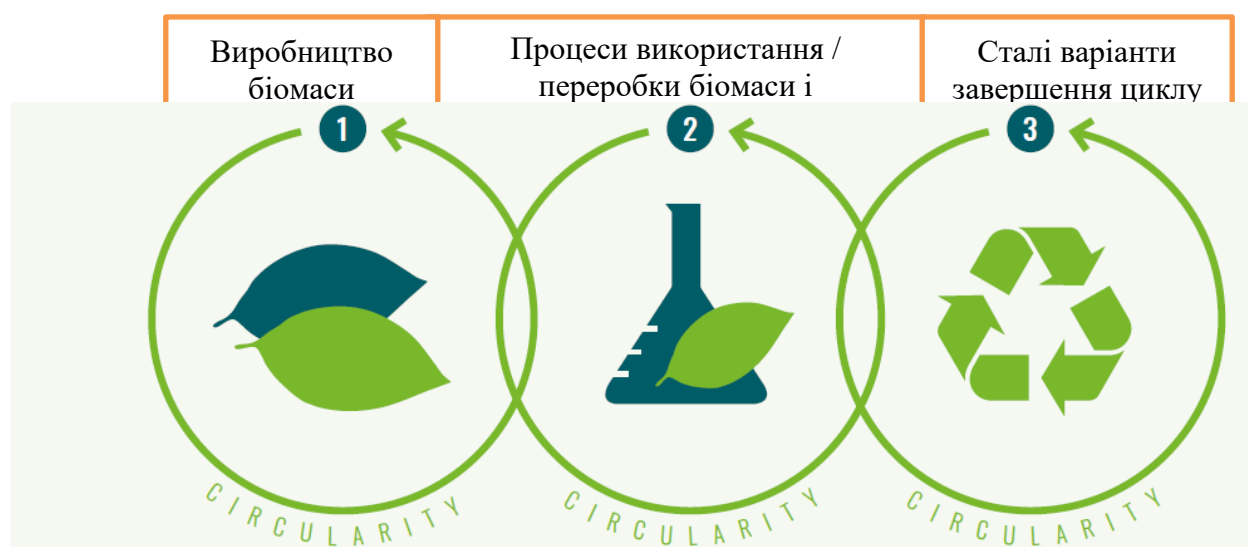 Виробництво
біомаси
Процеси використання /
переробки біомаси і
Сталі варіанти
завершення циклу
1
2
3
CIRCULARITY
CIRCULARITY
CIRCULARITY